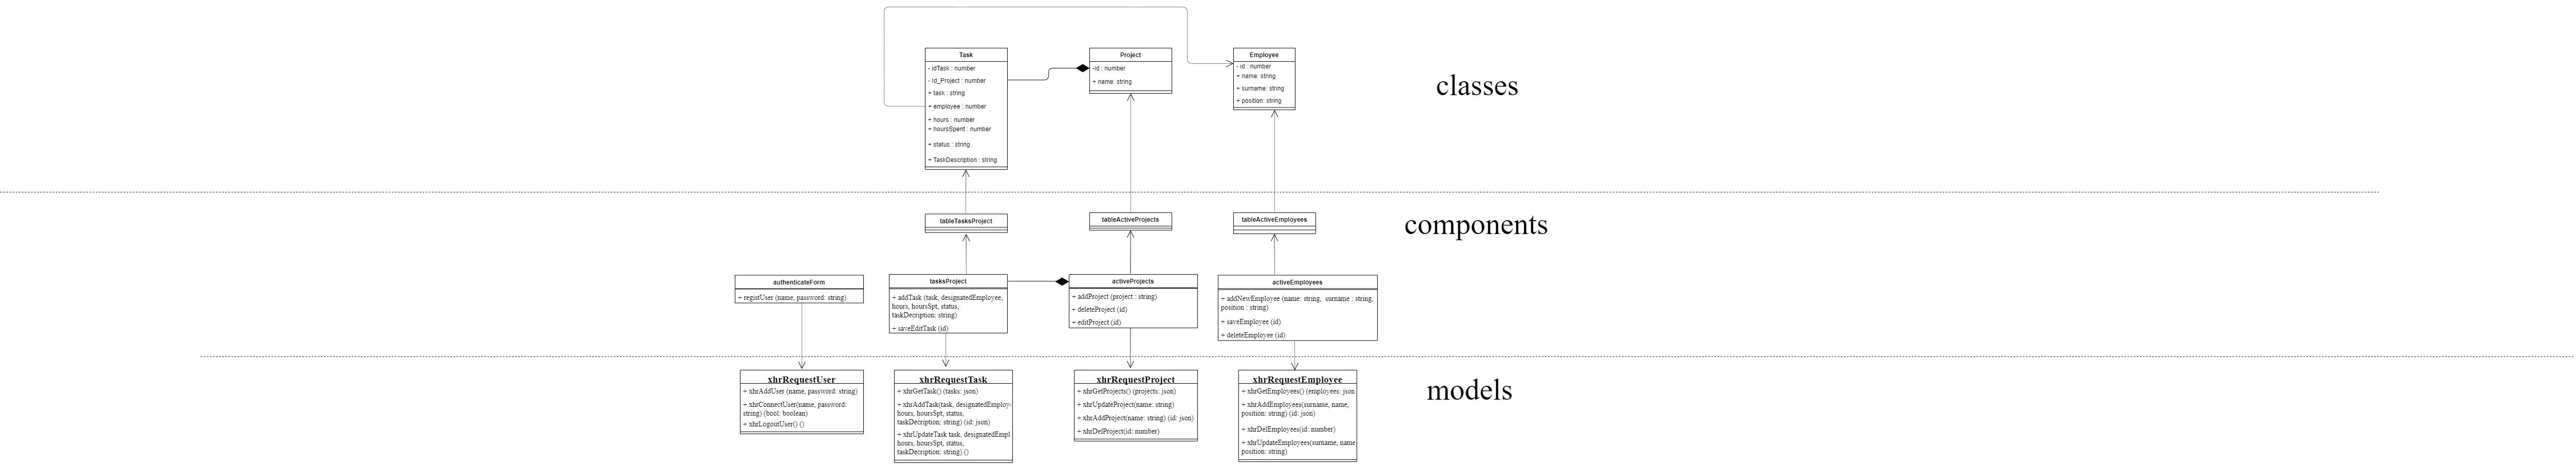 Task
- idTask : number
- Id_Project : number
+ task : string
+ employee : number
+ hours : number
+ hoursSpent : number
+ status : string
+ TaskDescription : string
Project
-id : number
+ name: string
Employee
- id : number
+ name: string
+ surname: string
+ position: string
classes
tableTasksProject
tableActiveProjects
tableActiveEmployees
components
authenticateForm
+ registUser (name, password: string)
tasksProject
+ addTask (task, designatedEmployee,
hours, hoursSpt, status,
taskDecription: string)
+ saveEditTask (id)
activeProjects
+ addProject (project : string)
+ deleteProject (id)
+ editProject (id)
activeEmployees
+ addNewEmployee (name: string, surname : string,
position : string)
+ saveEmployee (id)
+ deleteEmployee (id)
xhrRequestUser
+ xhrAddUser (name, password: string)
+ xhrConnectUser(name, password:
string) (bool: boolean)
+ xhrLogoutUser() ()
xhrRequestTask
+ xhrGetTask() (tasks: json)
+ xhrAddTask(task, designatedEmploy
hours, hoursSpt, status,
taskDecription: string) (id: json)
+ xhrUpdateTask task, designatedEmpl
hours, hoursSpt, status,
taskDecription: string) ()
xhrRequestProject
+ xhrGetProjects() (projects: json)
+ xhrUpdateProject(name: string)
+ xhrAddProject(name: string) (id: json)
+ xhrDelProject(id: number)
xhrRequestEmployee
+ xhrGetEmployees() (employees: json
+ xhrAddEmployees(surname, name,
position: string) (id: json)
+ xhrDelEmployees(id: number)
+ xhrUpdateEmployees(surname, name
position: string)
models